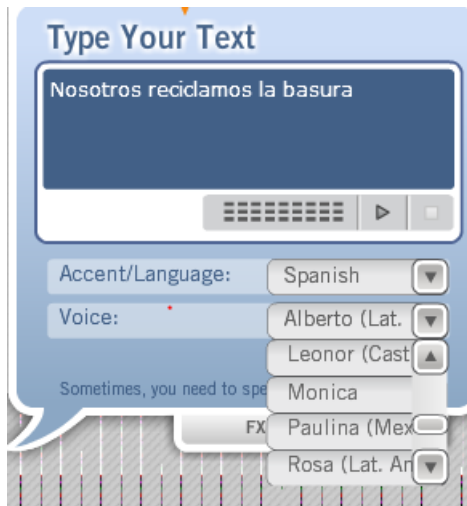 Type Your Text
Nosotros reciclamos la basura
Accent/Language: Spanish
Voice: Alberto (Lat.
Leonor (Cast
Sometimes, you need to spe
Monica
FX
Paulina (Mex
Rosa (Lat. An